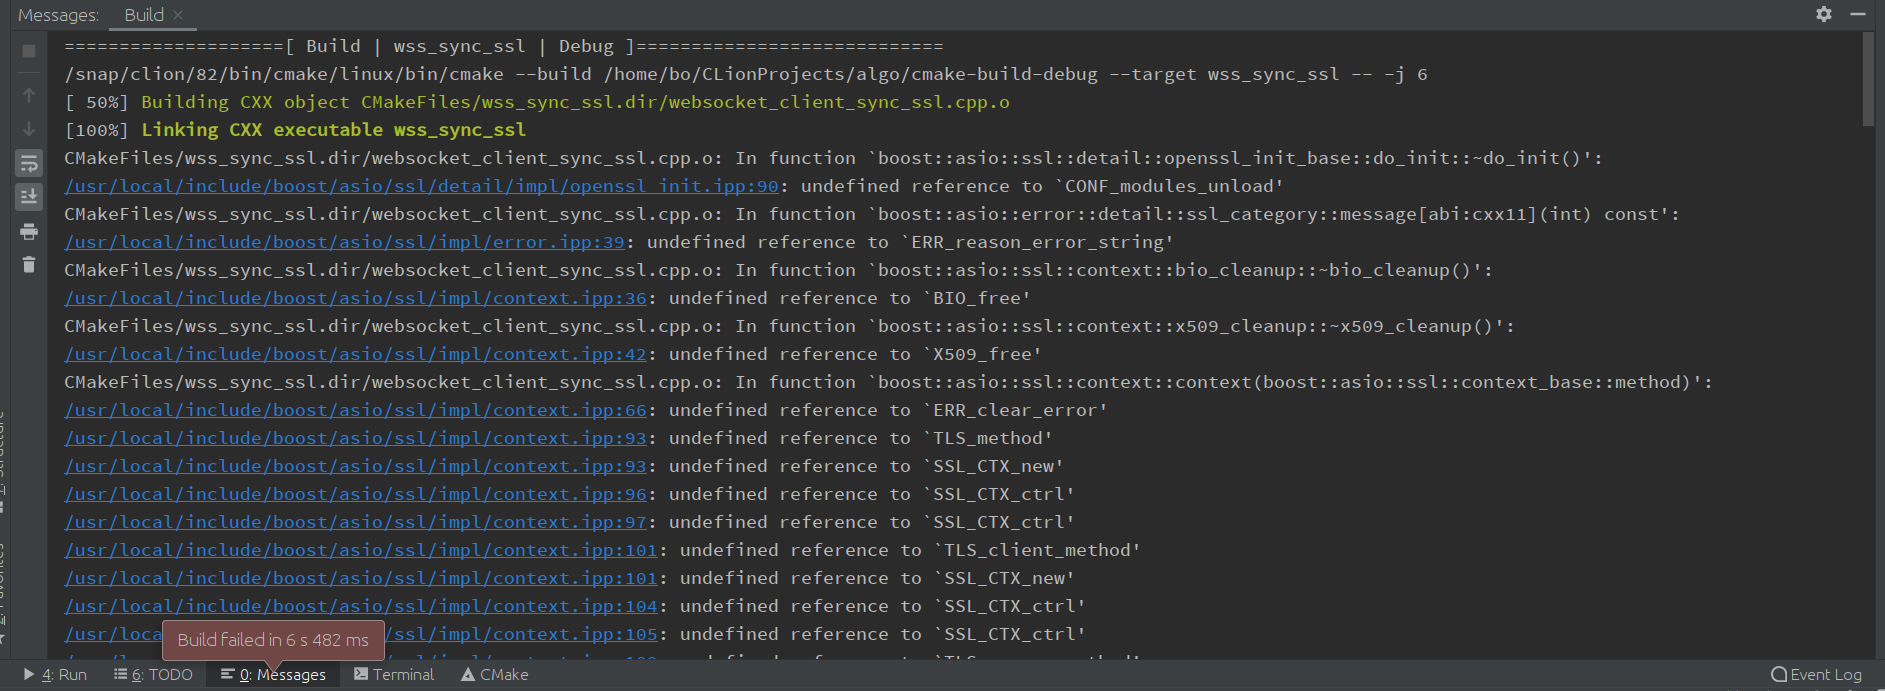 Messages: Build
====================[ Build | wss_sync_ssl | Debug ]============================
/snap/clion/82/bin/cmake/linux/bin/cmake --build /home/bo/CLionProjects/algo/cmake-build-debug --target wss_sync_ssl -- -j 6
[ 50%] Building CXX object CMakeFiles/wss_sync_ssl.dir/websocket_client_sync_ssl.cpp.o
[100%] Linking CXX executable wss_sync_ssl
CMakeFiles/wss_sync_ssl.dir/websocket_client_sync_ssl.cpp.o: In function `boost::asio::ssl::detail::openssl_init_base::do_init::~do_init()':
/usr/local/include/boost/asio/ssl/detail/impl/openssl_init.ipp:90: undefined reference to `CONF_modules_unload'
CMakeFiles/wss_sync_ssl.dir/websocket_client_sync_ssl.cpp.o: In function `boost::asio::error::detail::ssl_category::message[abi:cxx11](int) const':
/usr/local/include/boost/asio/ssl/impl/error.ipp:39: undefined reference to `ERR_reason_error_string'
CMakeFiles/wss_sync_ssl.dir/websocket_client_sync_ssl.cpp.o: In function `boost::asio::ssl::context::bio_cleanup::~bio_cleanup()':
/usr/local/include/boost/asio/ssl/impl/context.ipp:36: undefined reference to `BIO_free'
CMakeFiles/wss_sync_ssl.dir/websocket_client_sync_ssl.cpp.o: In function `boost::asio::ssl::context::x509_cleanup::~x509_cleanup()':
/usr/local/include/boost/asio/ssl/impl/context.ipp:42: undefined reference to `X509_free'
CMakeFiles/wss_sync_ssl.dir/websocket_client_sync_ssl.cpp.o: In function `boost::asio::ssl::context::context(boost::asio::ssl::context_base::method)':
/usr/local/include/boost/asio/ssl/impl/context.ipp:66: undefined reference to `ERR_clear_error'
/usr/local/include/boost/asio/ssl/impl/context.ipp:93: undefined reference to `TLS_method'
/usr/local/include/boost/asio/ssl/impl/context.ipp:93: undefined reference to `SSL_CTX_new'
/usr/local/include/boost/asio/ssl/impl/context.ipp:96: undefined reference to `SSL_CTX_ctrl'
/usr/local/include/boost/asio/ssl/impl/context.ipp:97: undefined reference to `SSL_CTX_ctrl'
/usr/local/include/boost/asio/ssl/impl/context.ipp:101: undefined reference to `TLS_client_method'
/usr/local/include/boost/asio/ssl/impl/context.ipp:101: undefined reference to `SSL_CTX_new'
/usr/local/include/boost/asio/ssl/impl/context.ipp:104: undefined reference to `SSL_CTX_ctrl'
/usr/loca /ssl/impl/context.ipp:105: undefined reference to `SSL_CTX_ctrl'
Build failed in 6 s 482 ms
4: Run 6: TODO 0: Messages Terminal CMake Event Log